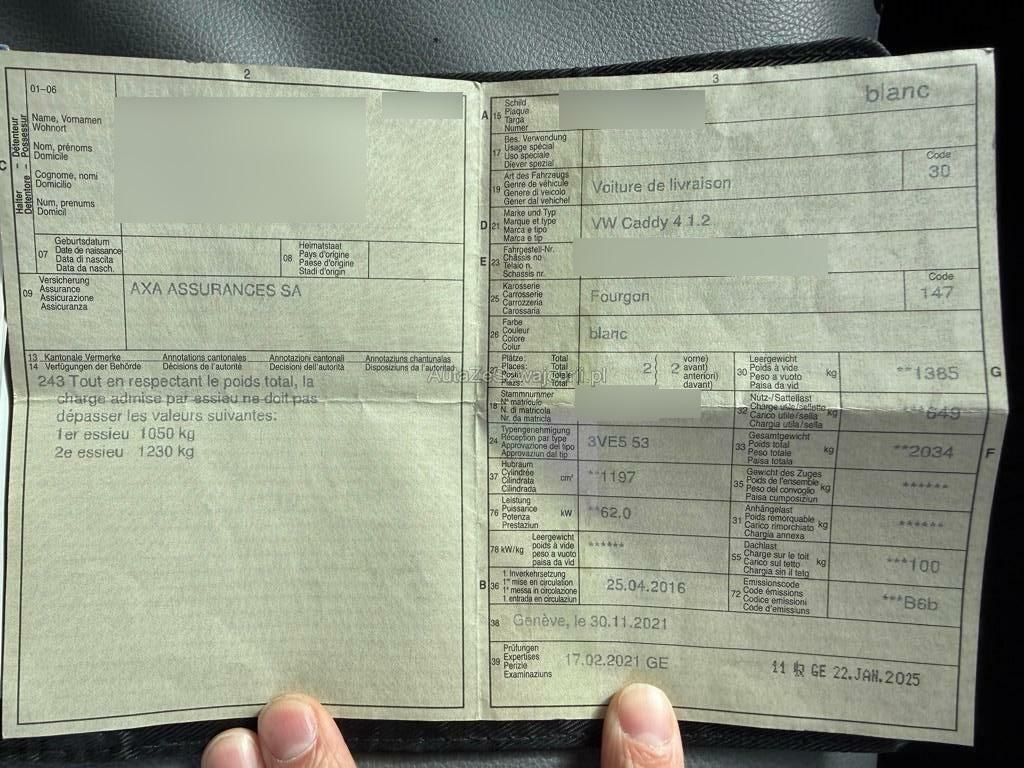 2
01-06
Halter – Détenteur
Detentore – Possessur
C
Name, Vornamen
Wohnort
Nom, prénoms
Domicile
Cognome, nomi
Domicilio
Num, prenums
Domicil
07 Geburtsdatum
Date de naissance
Data di nascita
Data da nasch.
08 Heimatstaat
Pays d'origine
Paese d'origine
Stadi d'origin
09 Versicherung
Assurance
Assicurazione
Assicuranza
AXA ASSURANCES SA
13 Kantonale Vermerke Annotations cantonales Annotazioni cantonali Annotaziuns chantunalas
14 Verfügungen der Behörde Décisions de l'autorité Decisioni dell'autorità Disposiziuns da l'autoritad
243 Tout en respectant le poids total, la
charge admise par essieu ne doit pas
dépasser les valeurs suivantes:
1er essieu 1050 kg
2e essieu 1230 kg
3
A 15 Schild
Plaque
Targa
Numer
blanc
17 Bes. Verwendung
Usage spécial
Uso speciale
Diever spezial
19 Art des Fahrzeugs
Genre de véhicule
Genere di veicolo
Gener dal vehichel
Voiture de livraison
Code
30
D 21 Marke und Typ
Marque et type
Marca e tipo
Marca e tip
VW Caddy 4 1.2
E 23 Fahrgestell-Nr.
Châssis no
Telaio n.
Schassis nr.
25 Karosserie
Carrosserie
Carrozzeria
Carossaria
Fourgon
Code
147
26 Farbe
Couleur
Colore
Colur
blanc
Plätze: Total
Places: Total
Posti: Totale
Plazs: Total
2 { 2 vorne)
avant)
anteriori)
davant)
30 Leergewicht
Poids à vide
Peso a vuoto
Paisa da vid
kg
**1385
G
AutaZeSzwajcarii.pl
18 Stammnummer
N° matricule
N. di matricola
Nr. da matricla
32 Nutz-/Sattellast
Charge utile/sellette
Carico utile/sella
Chargia utila/sella
kg
**649
24 Typengenehmigung
Réception par type
Approvazione del tipo
Approvaziun dal tip
3VE5 53
33 Gesamtgewicht
Poids total
Peso totale
Paisa totala
kg
**2034
F
37 Hubraum
Cylindrée
Cilindrata
Cilindrada
cm³
**1197
35 Gewicht des Zuges
Poids de l'ensemble
Peso del convoglio
Paisa cumposiziun
kg
******
76 Leistung
Puissance
Potenza
Prestaziun
kW
**62,0
31 Anhängelast
Poids remorquable
Carico rimorchiato
Chargia annexa
kg
******
78 kW/kg Leergewicht
poids à vide
peso a vuoto
paisa da vid
******
55 Dachlast
Charge sur le toit
Carico sul tetto
Chargia sin il tetg
kg
***100
B 36 1. Inverkehrsetzung
1re mise en circulation
1a messa in circolazione
1. entrada en circulaziun
25.04.2016
72 Emissionscode
Code émissions
Codice emissioni
Code d'emissiuns
***B6b
38 Genève, le 30.11.2021
39 Prüfungen
Expertises
Perizie
Examinaziuns
17.02.2021 GE
GE 22.JAN.2025